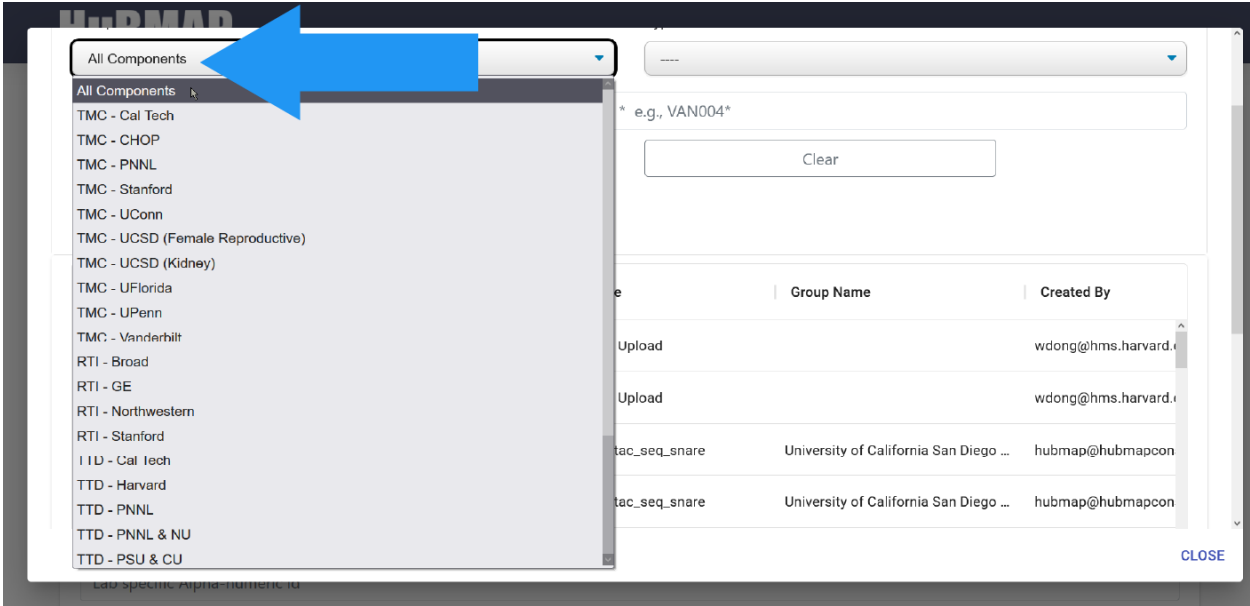 HuBMAP
All Components
----
All Components
TMC - Cal Tech
* e.g., VAN004*
TMC - CHOP
TMC - PNNL
Clear
TMC - Stanford
TMC - UConn
TMC - UCSD (Female Reproductive)
TMC - UCSD (Kidney)
TMC - UFlorida
Group Name
Created By
TMC - UPenn
TMC - Vanderbilt
Upload
wdong@hms.harvard.
RTI - Broad
RTI - GE
Upload
wdong@hms.harvard.
RTI - Northwestern
RTI - Stanford
tac_seq_snare
University of California San Diego ...
hubmap@hubmapcon
TTD - Cal Tech
TTD - Harvard
TTD - PNNL
tac_seq_snare
University of California San Diego ...
hubmap@hubmapcon
TTD - PNNL & NU
TTD - PSU & CU
CLOSE
Lab specific Alpha-numeric id